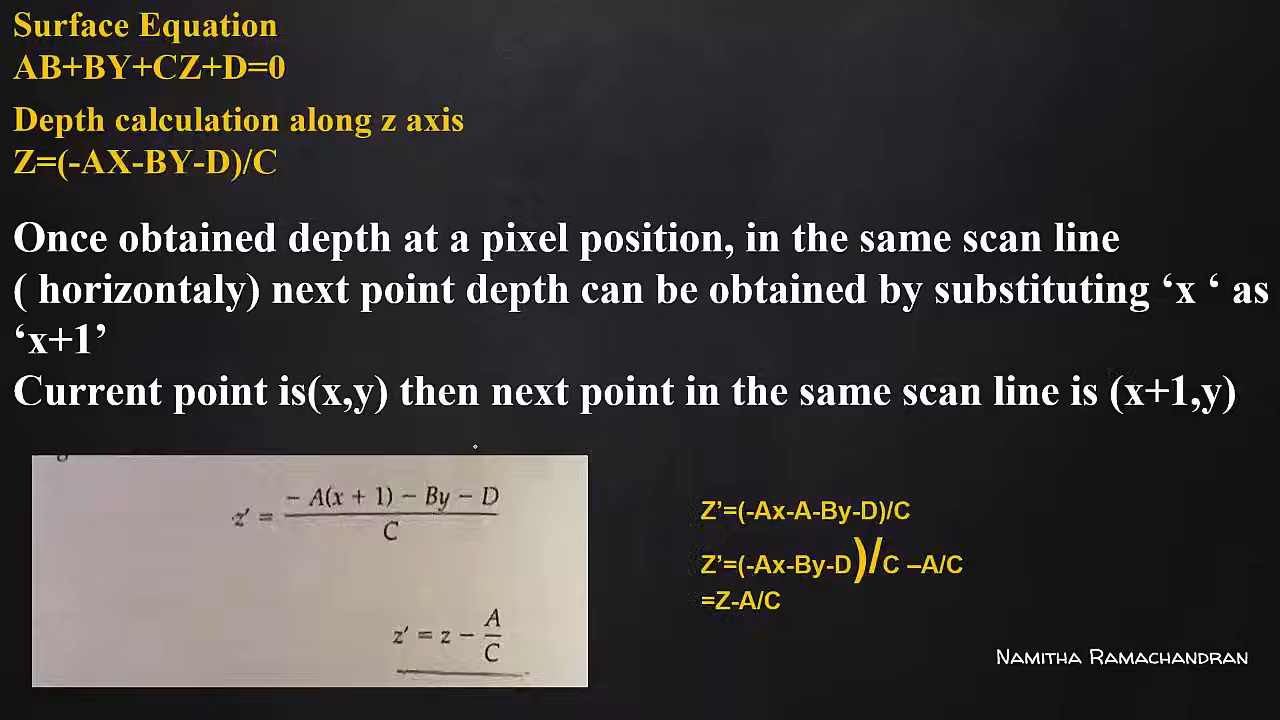 Surface Equation
AB+BY+CZ+D=0
Depth calculation along z axis
Z=(-AX-BY-D)/C
Once obtained depth at a pixel position, in the same scan line
( horizontaly) next point depth can be obtained by substituting ‘x ‘ as
‘x+1’
Current point is(x,y) then next point in the same scan line is (x+1,y)
z′ = (− A(x + 1) − By − D) / C
z′ = z − A/C
Z’=(-Ax-A-By-D)/C
Z’=(-Ax-By-D)/C –A/C
=Z-A/C
Namitha Ramachandran